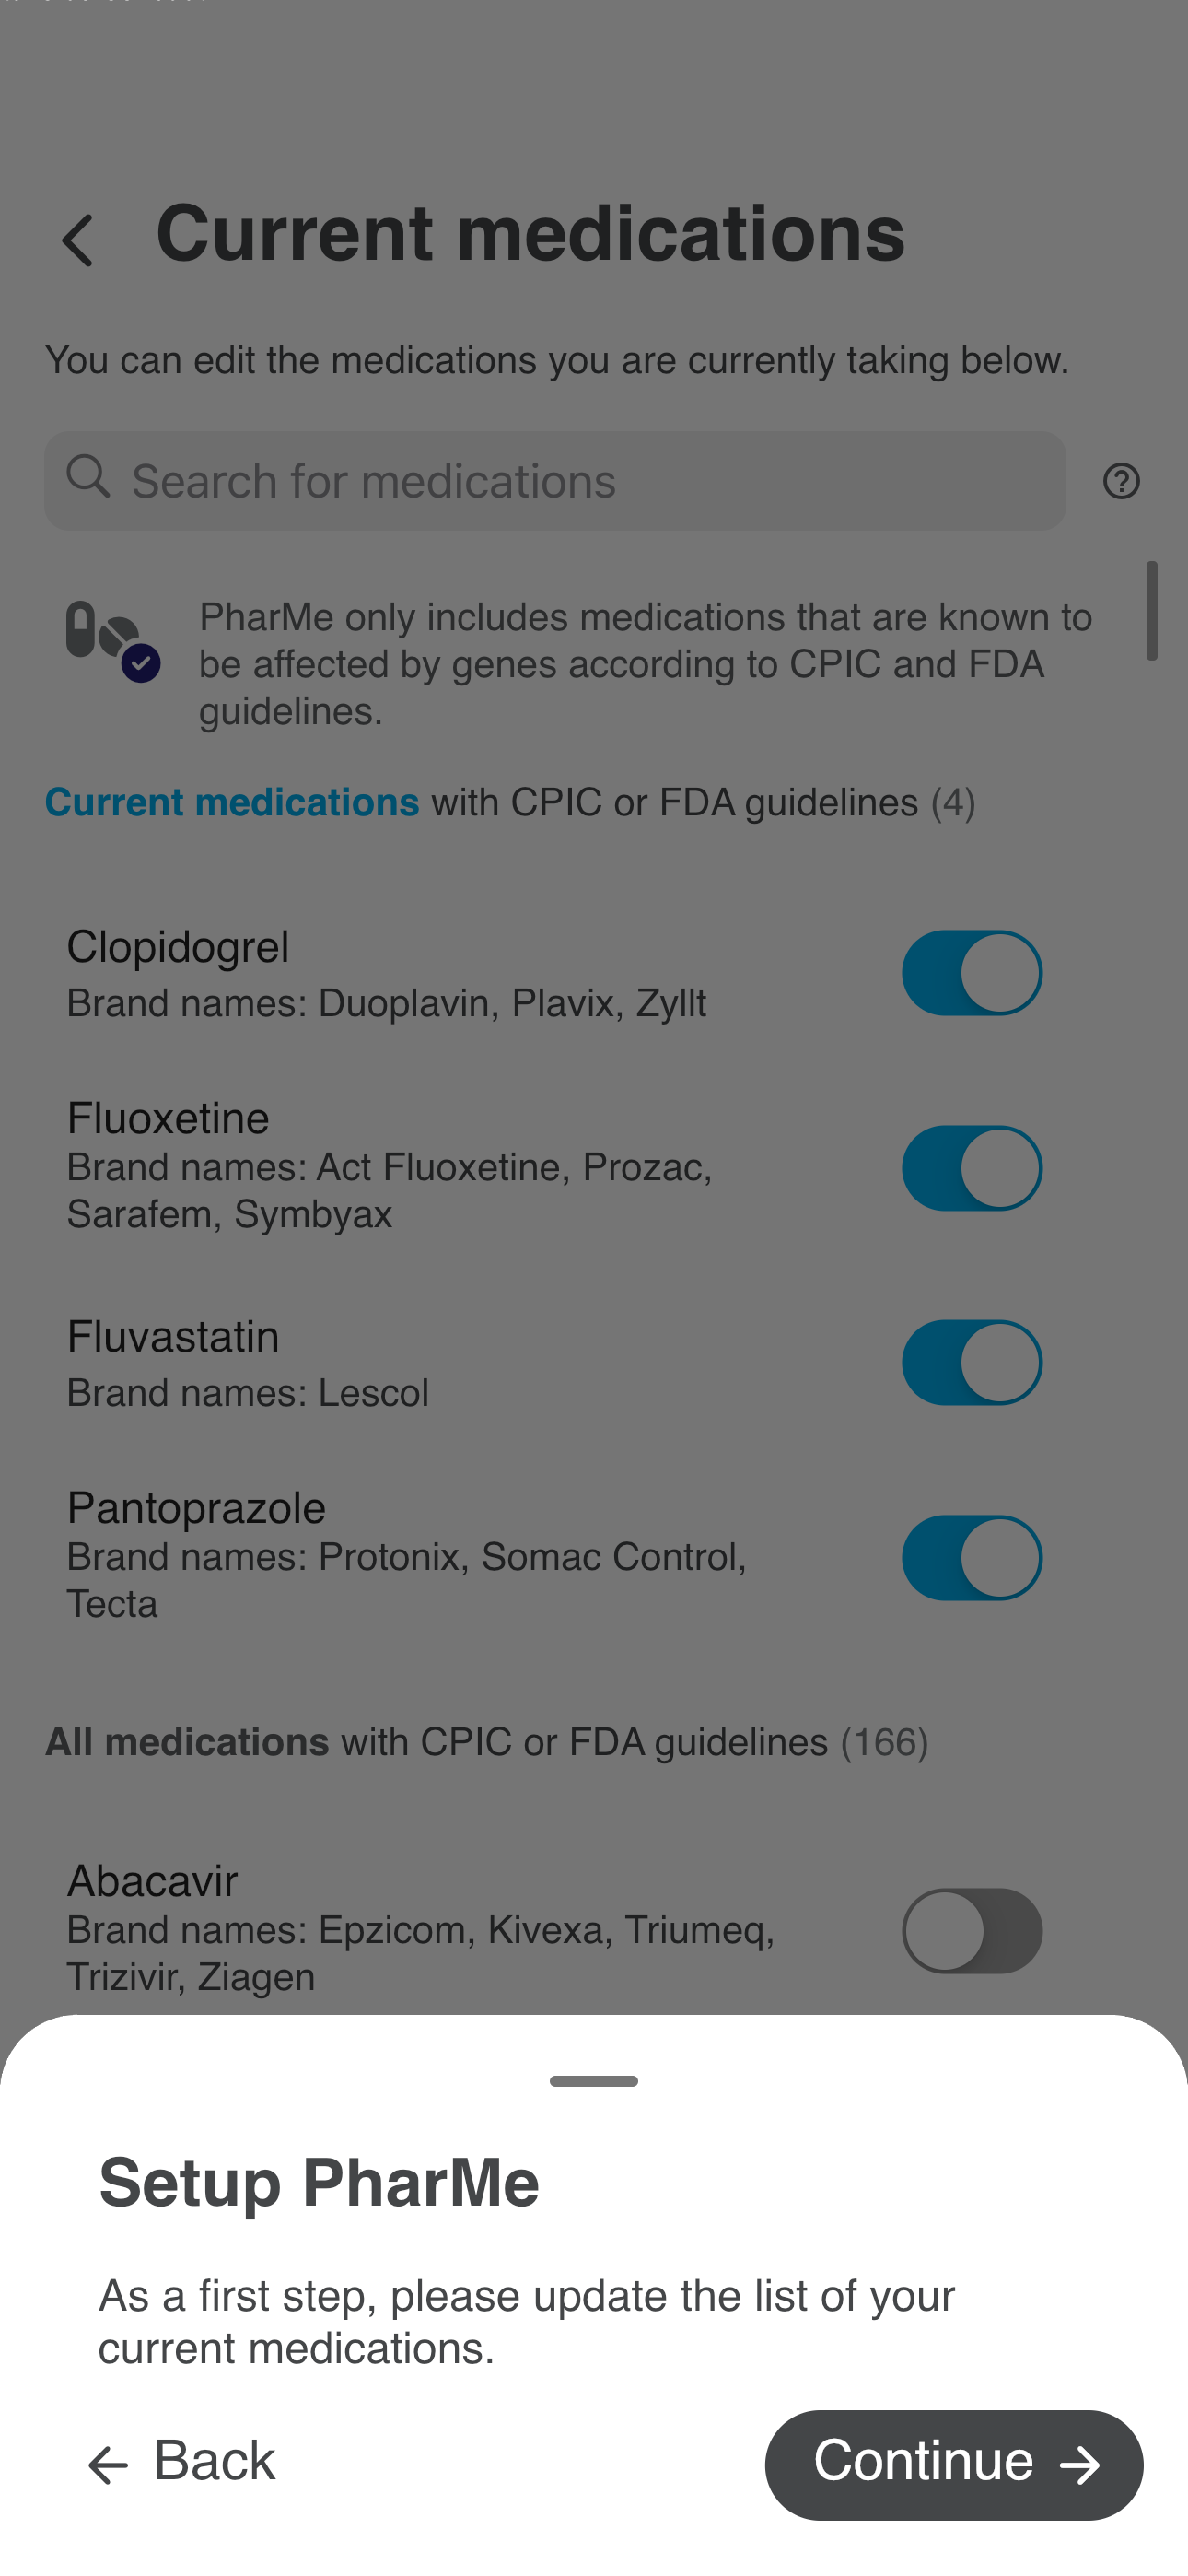 Current medications
You can edit the medications you are currently taking below.
Search for medications
PharMe only includes medications that are known to
be affected by genes according to CPIC and FDA
guidelines.
Current medications with CPIC or FDA guidelines (4)
Clopidogrel
Brand names: Duoplavin, Plavix, Zyllt
Fluoxetine
Brand names: Act Fluoxetine, Prozac,
Sarafem, Symbyax
Fluvastatin
Brand names: Lescol
Pantoprazole
Brand names: Protonix, Somac Control,
Tecta
All medications with CPIC or FDA guidelines (166)
Abacavir
Brand names: Epzicom, Kivexa, Triumeq,
Trizivir, Ziagen
Setup PharMe
As a first step, please update the list of your
current medications.
Back
Continue